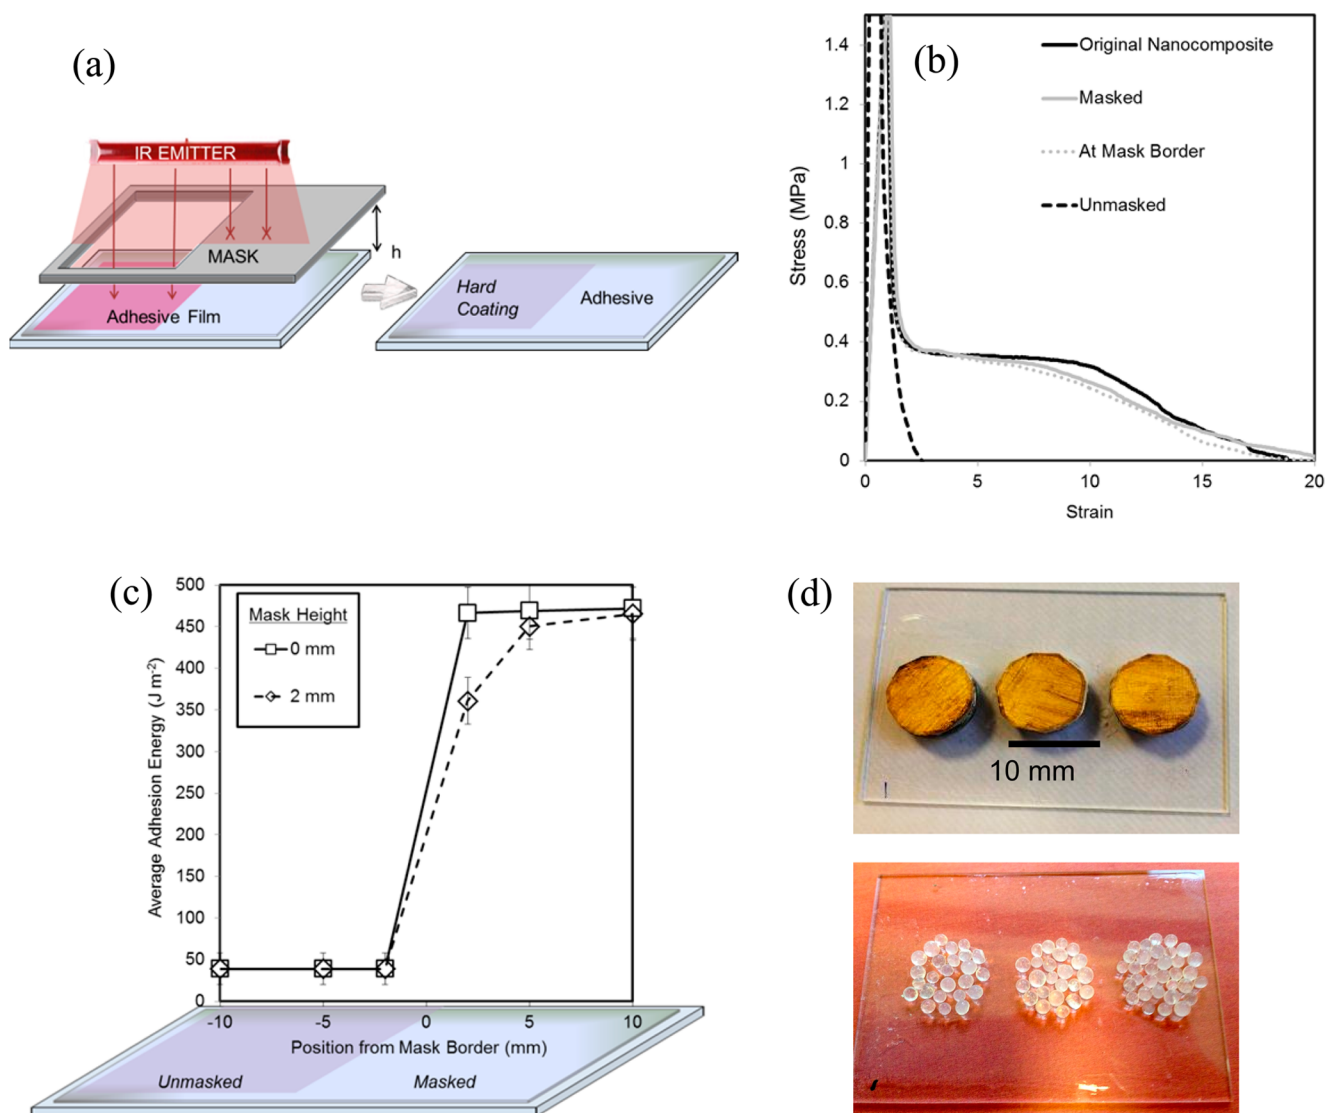 (a)
IR EMITTER
MASK
h
Adhesive Film
Hard
Coating
Adhesive
(b)
Original Nanocomposite
Masked
At Mask Border
Unmasked
Stress (MPa)
1.4
1.2
1
0.8
0.6
0.4
0.2
0
0 5 10 15 20
Strain
(c)
Mask Height
0 mm
2 mm
Average Adhesion Energy (J m-2)
500
450
400
350
300
250
200
150
100
50
0
-10 -5 0 5 10
Position from Mask Border (mm)
Unmasked
Masked
(d)
10 mm